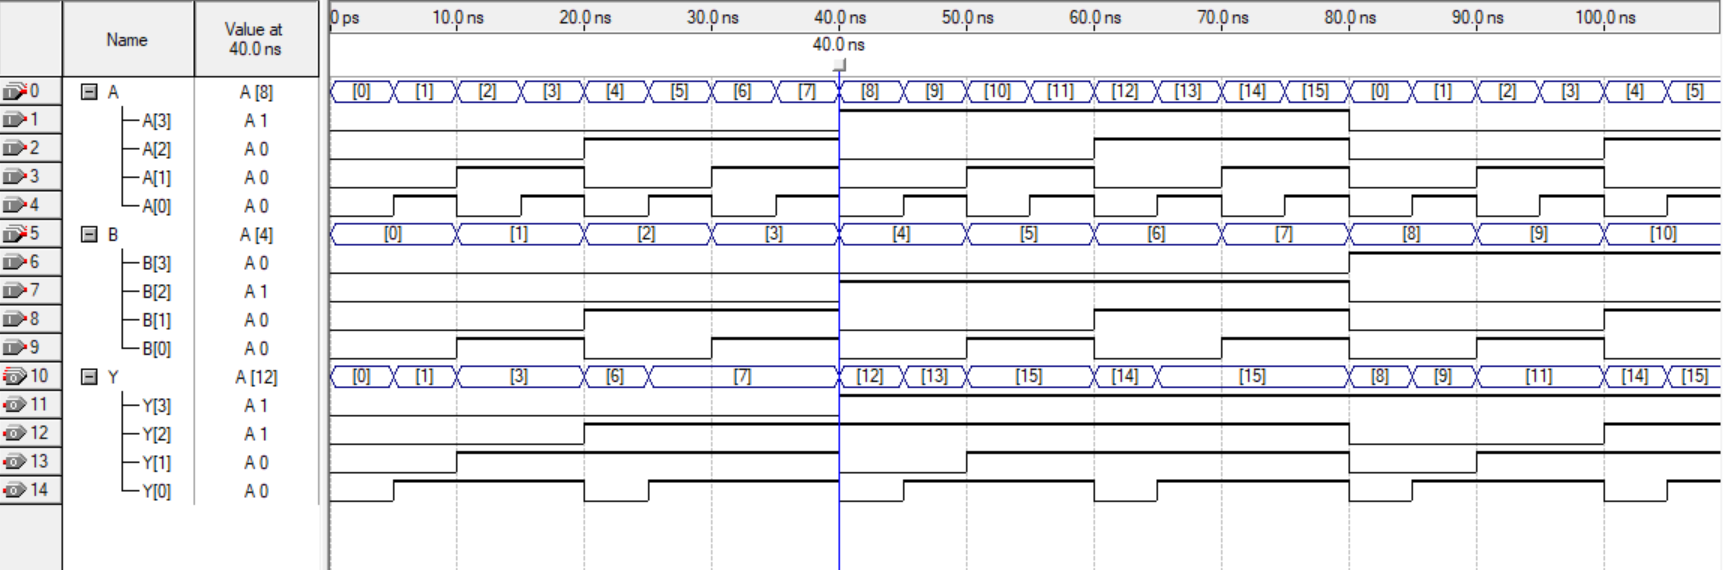 Name
Value at
40.0 ns
0 ps 10.0 ns 20.0 ns 30.0 ns 40.0 ns 50.0 ns 60.0 ns 70.0 ns 80.0 ns 90.0 ns 100.0 ns
40.0 ns
0 A A [8] [0] [1] [2] [3] [4] [5] [6] [7] [8] [9] [10] [11] [12] [13] [14] [15] [0] [1] [2] [3] [4] [5]
1 A[3] A 1
2 A[2] A 0
3 A[1] A 0
4 A[0] A 0
5 B A [4] [0] [1] [2] [3] [4] [5] [6] [7] [8] [9] [10]
6 B[3] A 0
7 B[2] A 1
8 B[1] A 0
9 B[0] A 0
10 Y A [12] [0] [1] [3] [6] [7] [12] [13] [15] [14] [15] [8] [9] [11] [14] [15]
11 Y[3] A 1
12 Y[2] A 1
13 Y[1] A 0
14 Y[0] A 0